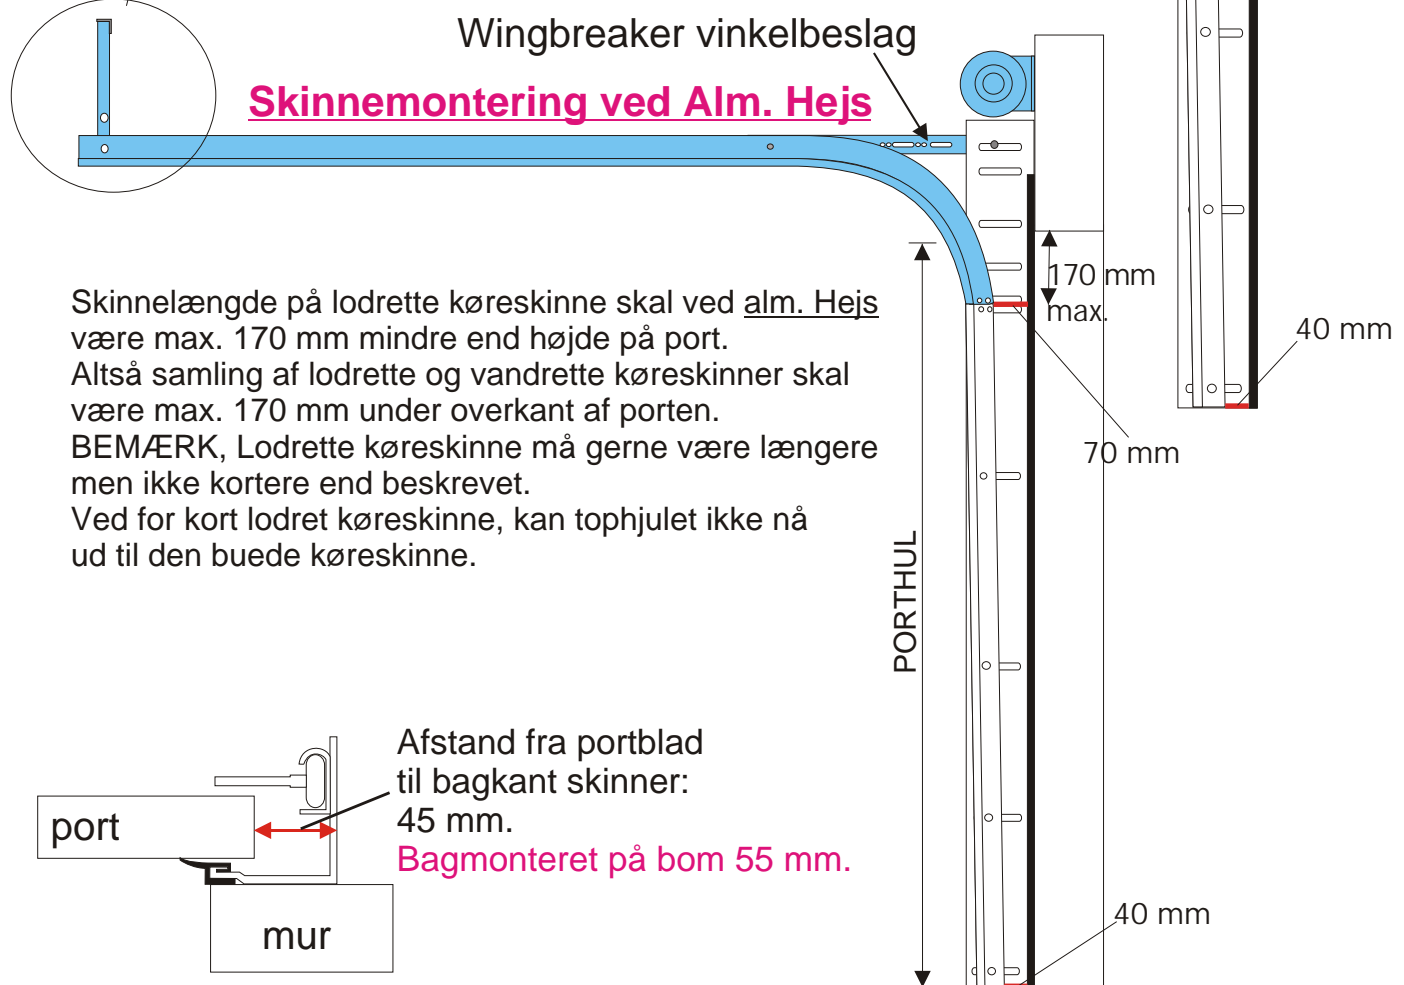 Wingbreaker vinkelbeslag
Skinnemontering ved Alm. Hejs
170 mm
max.
Skinnelængde på lodrette køreskinne skal ved alm. Hejs
være max. 170 mm mindre end højde på port.
Altså samling af lodrette og vandrette køreskinner skal
være max. 170 mm under overkant af porten.
BEMÆRK, Lodrette køreskinne må gerne være længere
men ikke kortere end beskrevet.
Ved for kort lodret køreskinne, kan tophjulet ikke nå
ud til den buede køreskinne.
40 mm
70 mm
PORTHUL
Afstand fra portblad
til bagkant skinner:
45 mm.
Bagmonteret på bom 55 mm.
port
mur
40 mm